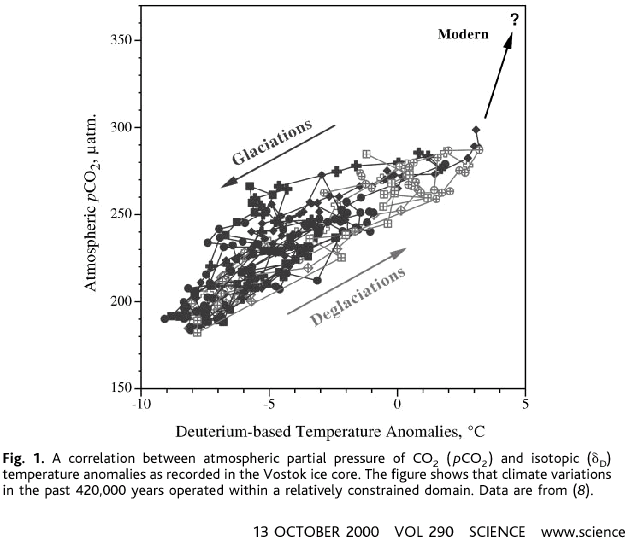 ?
Modern
350
300
250
200
150
Glaciations
Deglaciations
Atmospheric pCO2, µatm.
-10
-5
0
5
Deuterium-based Temperature Anomalies, °C
Fig. 1. A correlation between atmospheric partial pressure of CO2 (pCO2) and isotopic (δD)
temperature anomalies as recorded in the Vostok ice core. The figure shows that climate variations
in the past 420,000 years operated within a relatively constrained domain. Data are from (8).
13 OCTOBER 2000 VOL 290 SCIENCE www.science